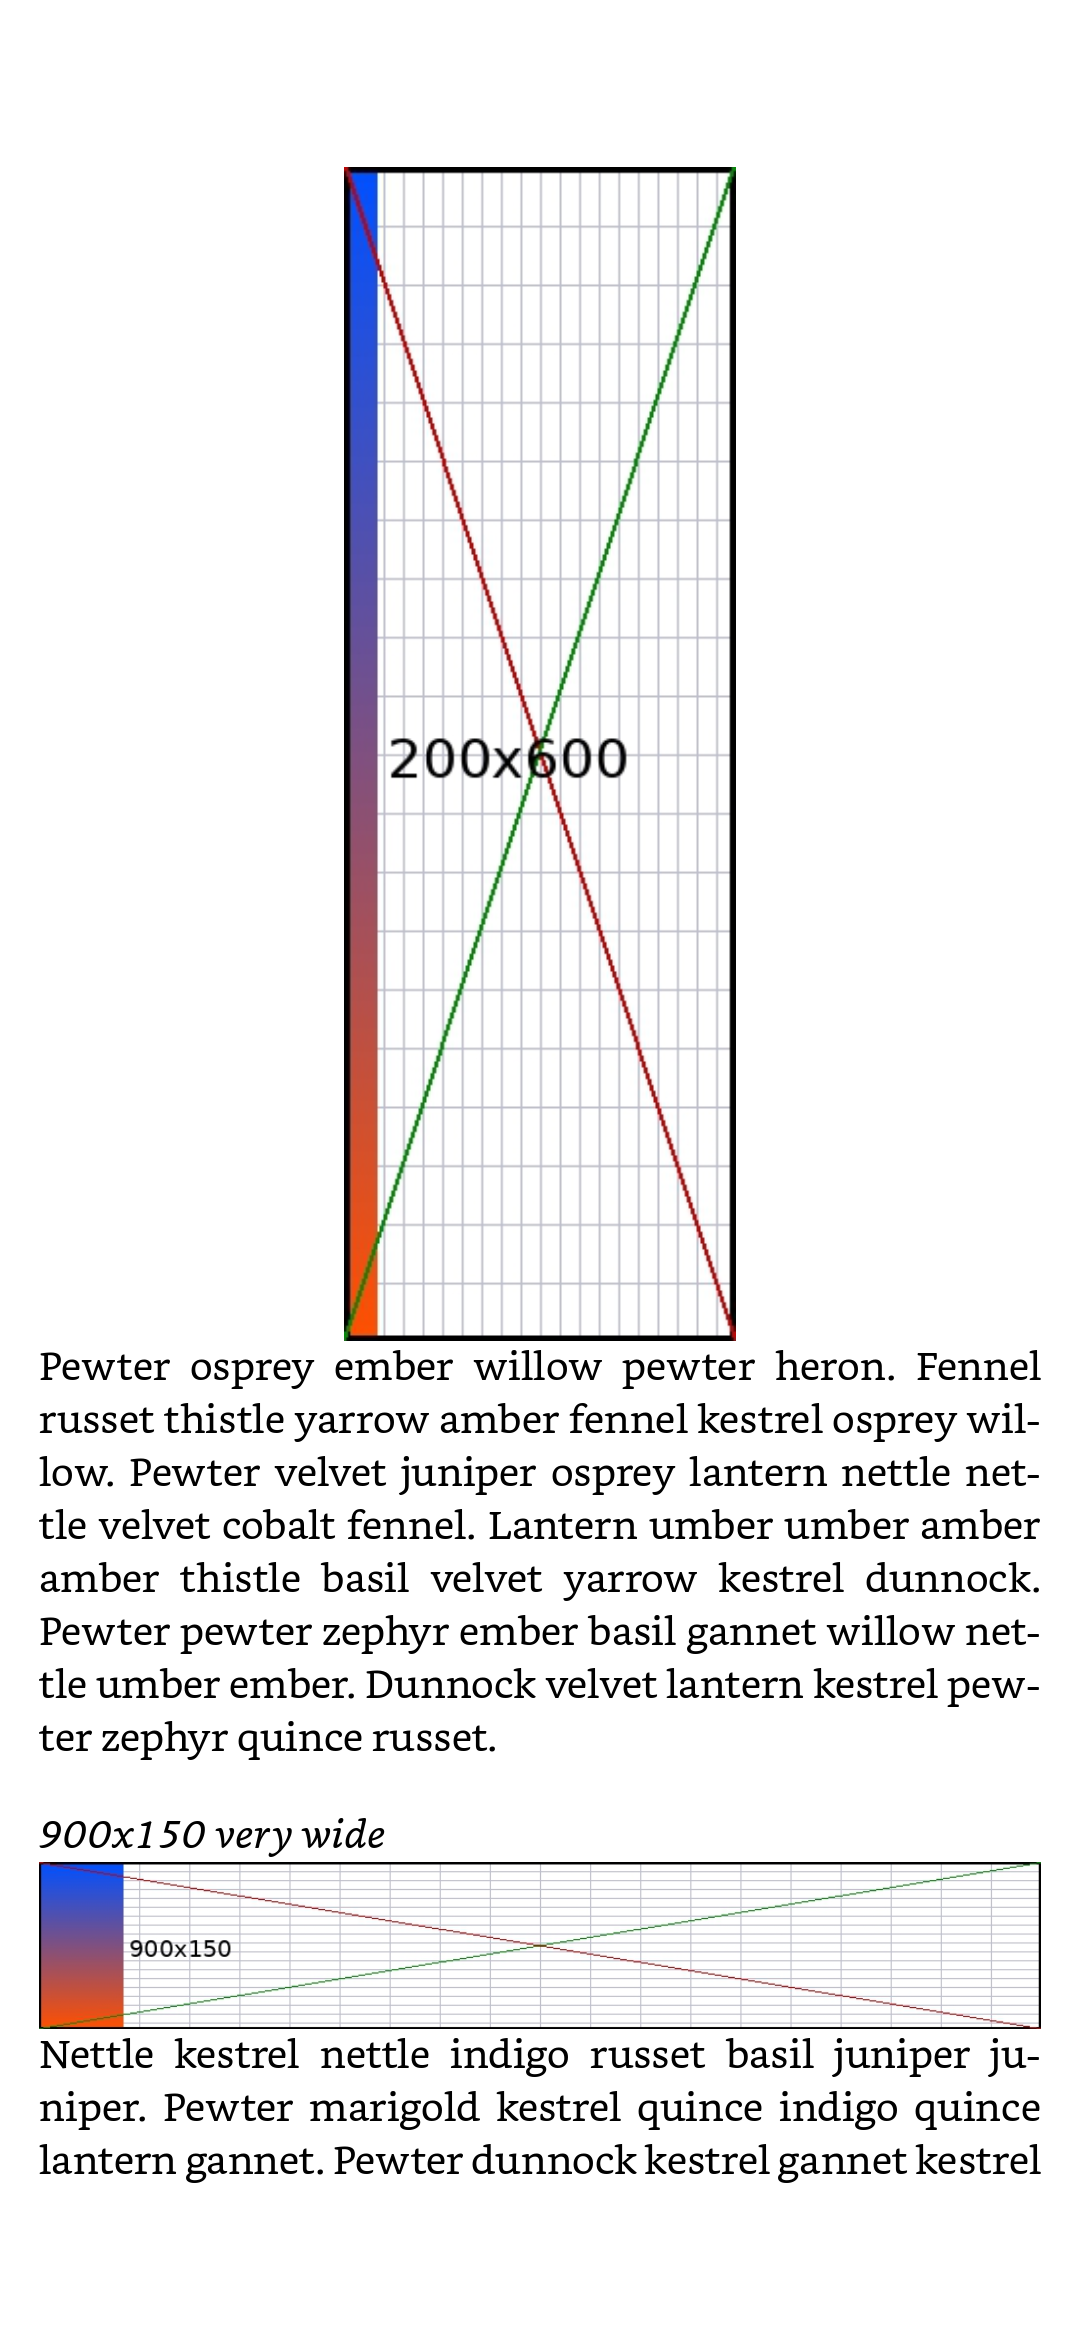 200x600
Pewter osprey ember willow pewter heron. Fennel
russet thistle yarrow amber fennel kestrel osprey wil-
low. Pewter velvet juniper osprey lantern nettle net-
tle velvet cobalt fennel. Lantern umber umber amber
amber thistle basil velvet yarrow kestrel dunnock.
Pewter pewter zephyr ember basil gannet willow net-
tle umber ember. Dunnock velvet lantern kestrel pew-
ter zephyr quince russet.
900x150 very wide
900x150
Nettle kestrel nettle indigo russet basil juniper ju-
niper. Pewter marigold kestrel quince indigo quince
lantern gannet. Pewter dunnock kestrel gannet kestrel